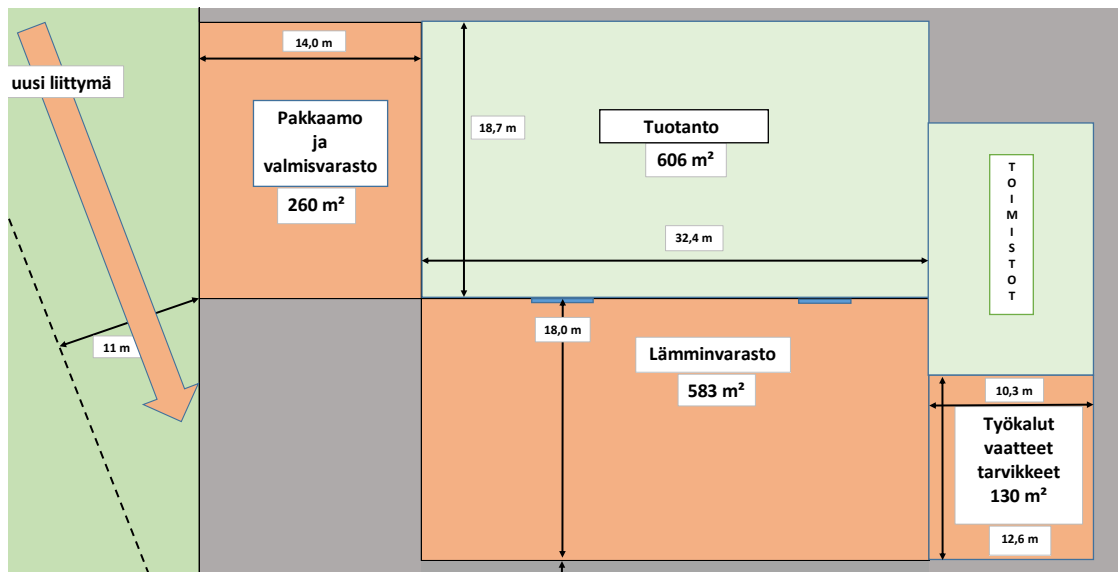 uusi liittymä
14,0 m
Pakkaamo
ja
valmisvarasto
260 m²
18,7 m
Tuotanto
606 m²
32,4 m
TOIMISTOT
11 m
18,0 m
Lämminvarasto
583 m²
10,3 m
Työkalut
vaatteet
tarvikkeet
130 m²
12,6 m